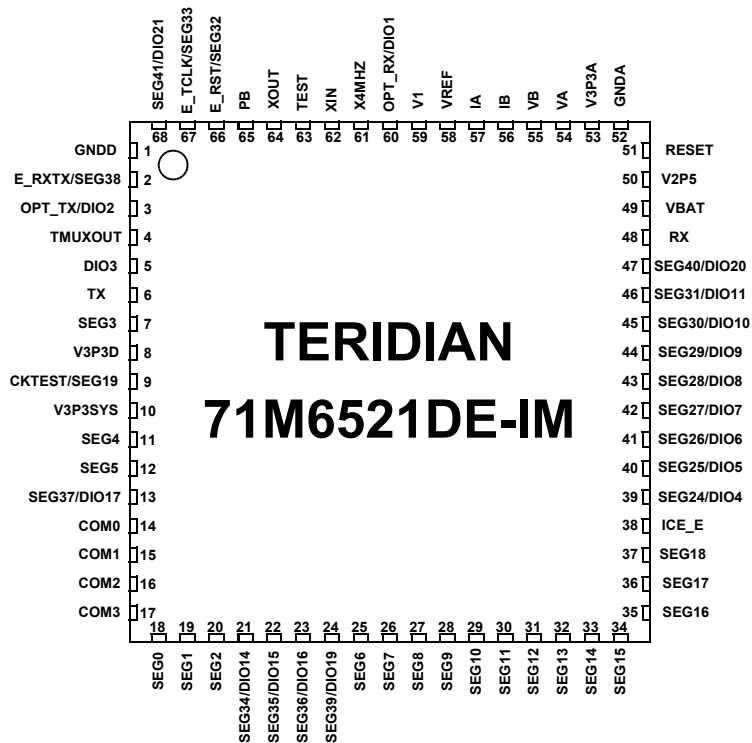 SEG41/DIO21
E_TCLK/SEG33
E_RST/SEG32
PB
XOUT
TEST
XIN
X4MHZ
OPT_RX/DIO1
V1
VREF
IA
IB
VB
VA
V3P3A
GNDA
68 67 66 65 64 63 62 61 60 59 58 57 56 55 54 53 52
GNDD 1
E_RXTX/SEG38 2
OPT_TX/DIO2 3
TMUXOUT 4
DIO3 5
TX 6
SEG3 7
V3P3D 8
CKTEST/SEG19 9
V3P3SYS 10
SEG4 11
SEG5 12
SEG37/DIO17 13
COM0 14
COM1 15
COM2 16
COM3 17
TERIDIAN
71M6521DE-IM
51 RESET
50 V2P5
49 VBAT
48 RX
47 SEG40/DIO20
46 SEG31/DIO11
45 SEG30/DIO10
44 SEG29/DIO9
43 SEG28/DIO8
42 SEG27/DIO7
41 SEG26/DIO6
40 SEG25/DIO5
39 SEG24/DIO4
38 ICE_E
37 SEG18
36 SEG17
35 SEG16
18 19 20 21 22 23 24 25 26 27 28 29 30 31 32 33 34
SEG0
SEG1
SEG2
SEG34/DIO14
SEG35/DIO15
SEG36/DIO16
SEG39/DIO19
SEG6
SEG7
SEG8
SEG9
SEG10
SEG11
SEG12
SEG13
SEG14
SEG15